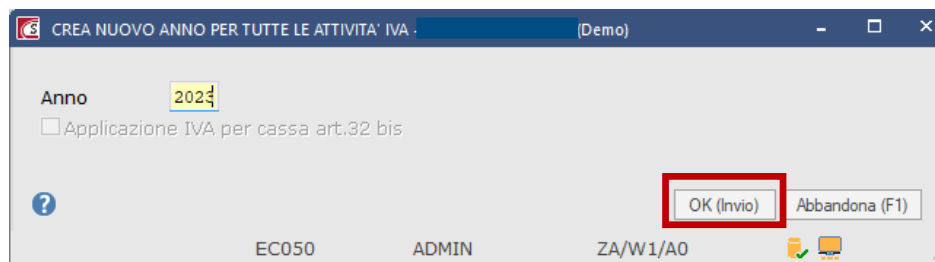 CREA NUOVO ANNO PER TUTTE LE ATTIVITA' IVA - (Demo)
Anno 2023
Applicazione IVA per cassa art.32 bis
OK (Invio) Abbandona (F1)
EC050 ADMIN ZA/W1/A0